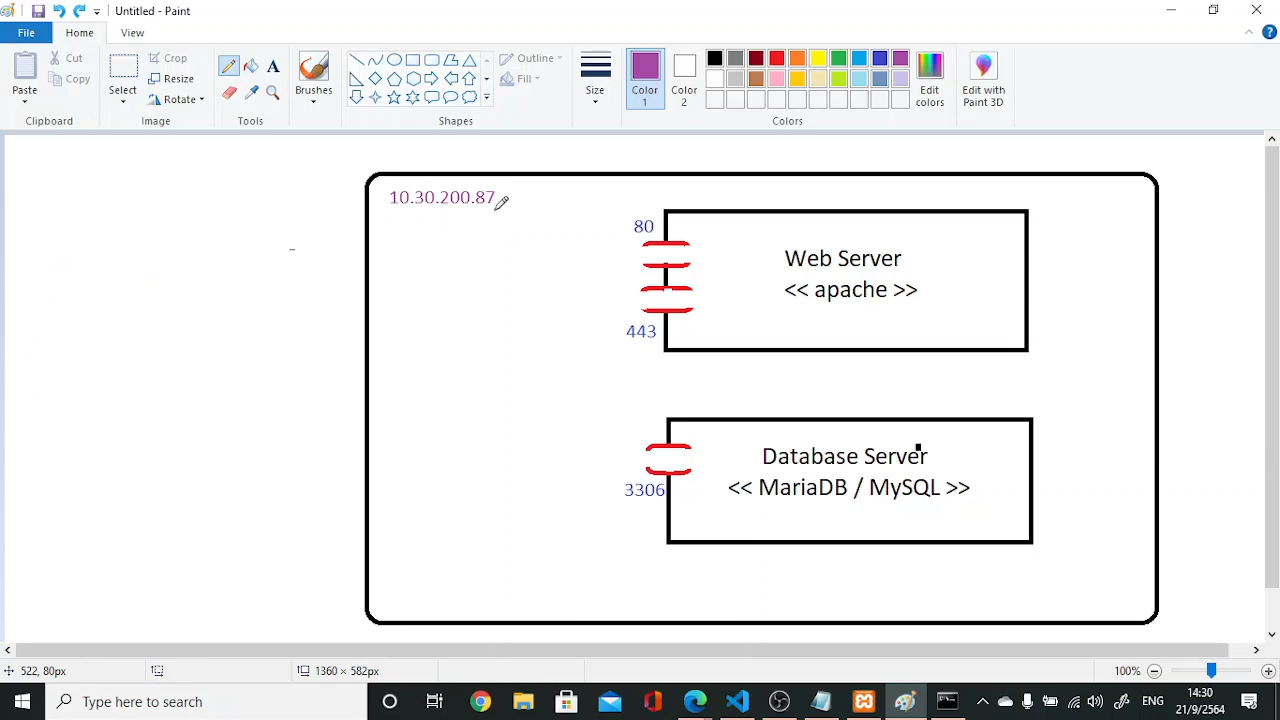 Untitled - Paint
File
Home
View
Paste
Cut
Copy
Clipboard
Select
Crop
Resize
Rotate
Image
A
Tools
Brushes
Shapes
Outline
Fill
Size
Color 1
Color 2
Colors
Edit colors
Edit with Paint 3D
10.30.200.87
80
443
Web Server
<< apache >>
3306
Database Server
<< MariaDB / MySQL >>
522, 80px
1360 × 582px
100%
Type here to search
ENG
14:30
21/9/2564